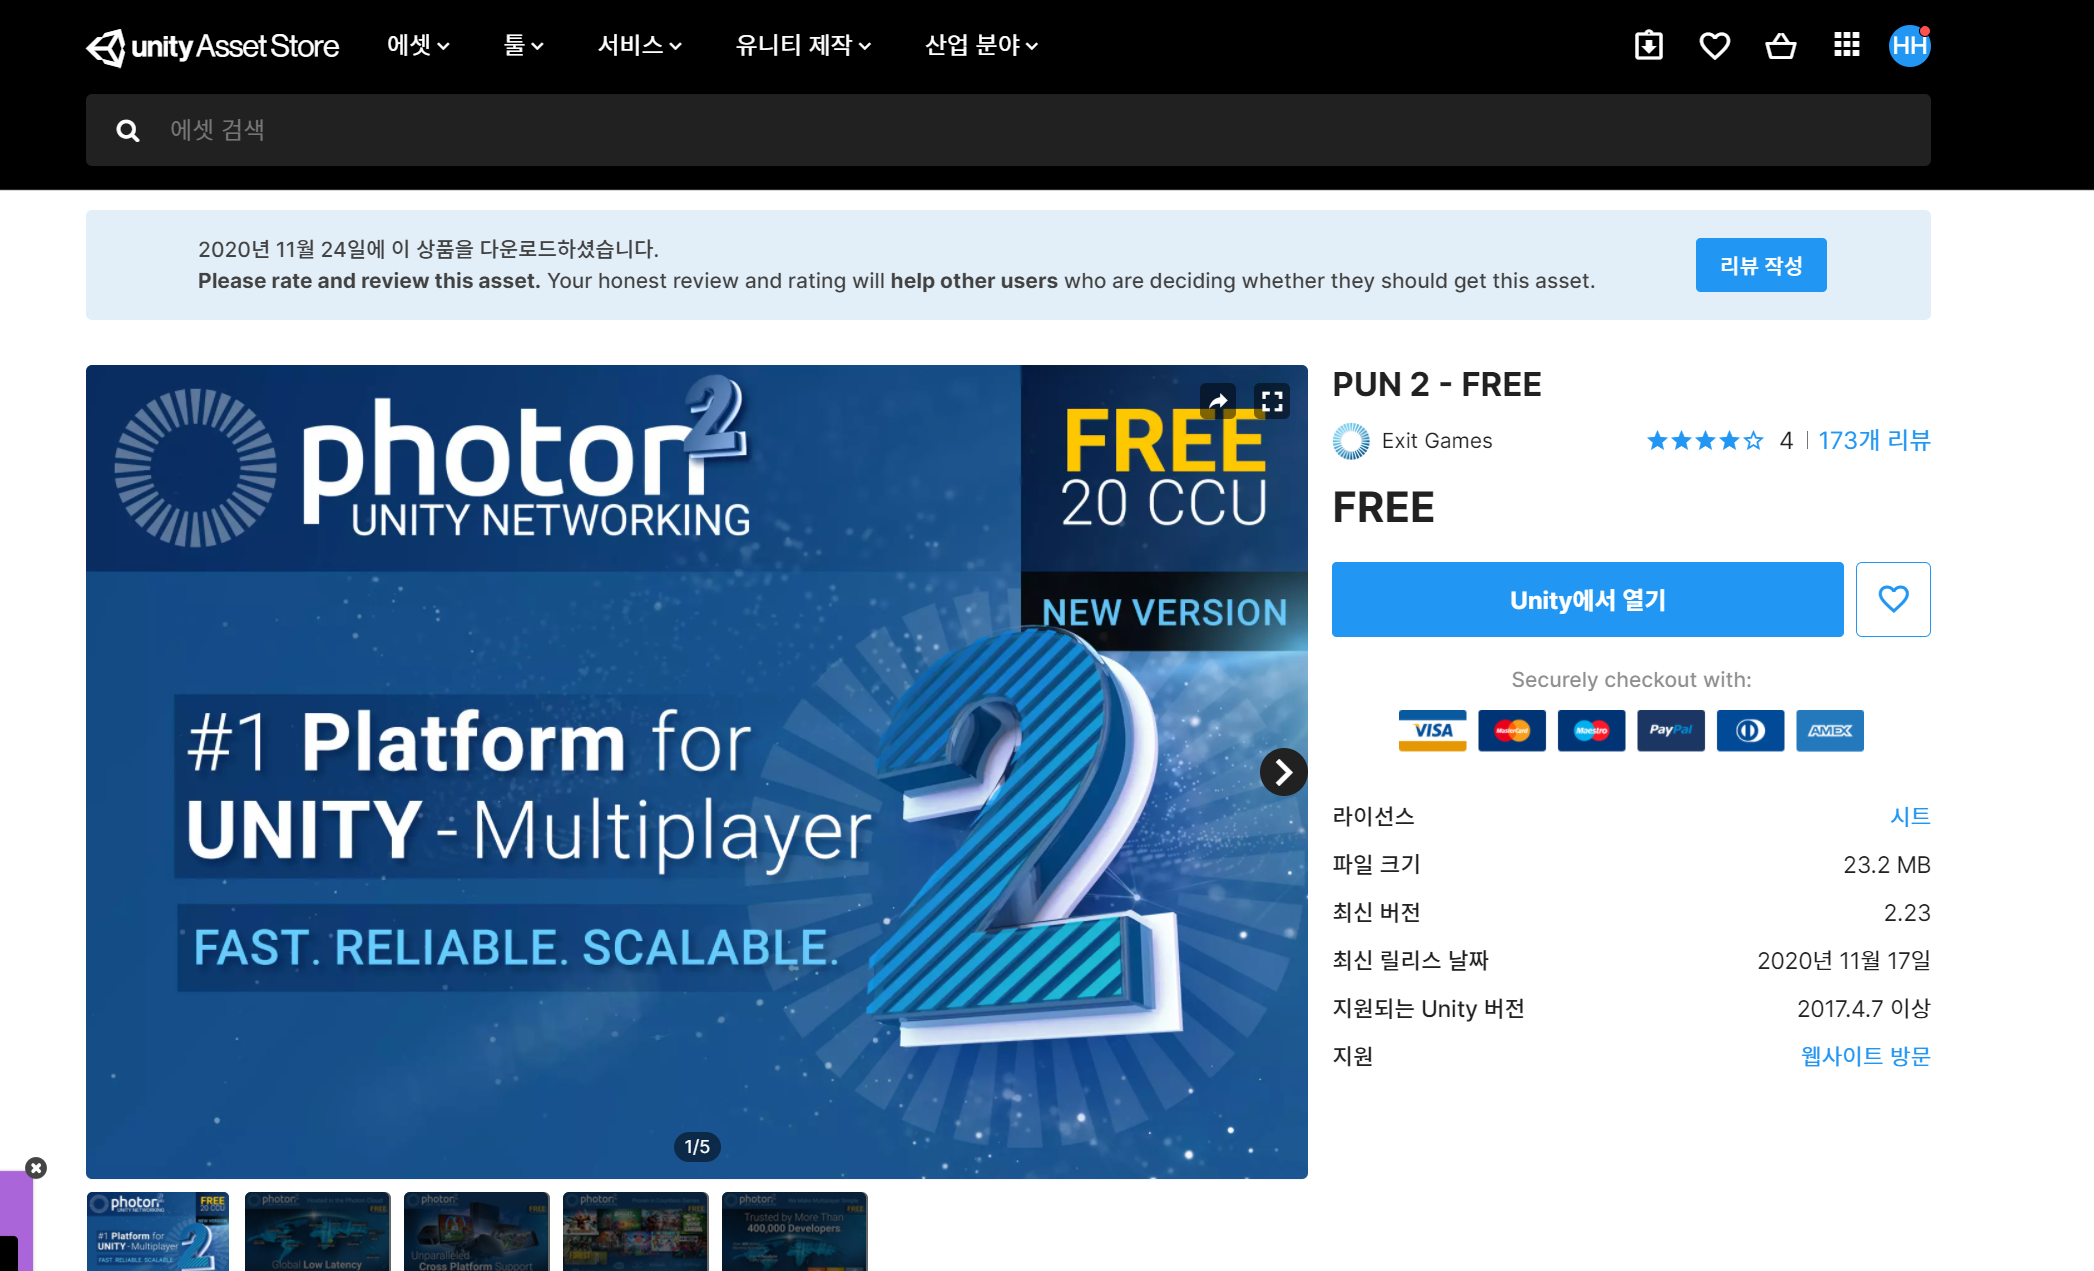 unity Asset Store
에셋
툴
서비스
유니티 제작
산업 분야
HH
에셋 검색
2020년 11월 24일에 이 상품을 다운로드하셨습니다.
Please rate and review this asset. Your honest review and rating will help other users who are deciding whether they should get this asset.
리뷰 작성
photon 2
UNITY NETWORKING
FREE
20 CCU
NEW VERSION
#1 Platform for
UNITY - Multiplayer
FAST. RELIABLE. SCALABLE.
2
1/5
PUN 2 - FREE
Exit Games
4
173개 리뷰
FREE
Unity에서 열기
Securely checkout with:
VISA
MasterCard
Maestro
PayPal
AMEX
라이선스
시트
파일 크기
23.2 MB
최신 버전
2.23
최신 릴리스 날짜
2020년 11월 17일
지원되는 Unity 버전
2017.4.7 이상
지원
웹사이트 방문
photon 2
UNITY NETWORKING
FREE
20 CCU
NEW VERSION
#1 Platform for
UNITY - Multiplayer
FAST. RELIABLE. SCALABLE.
2
photon
FREE
Global Low Latency
photon
FREE
Unparalleled
Cross Platform Support
photon
FREE
photon
FREE
Trusted by More Than
400,000 Developers